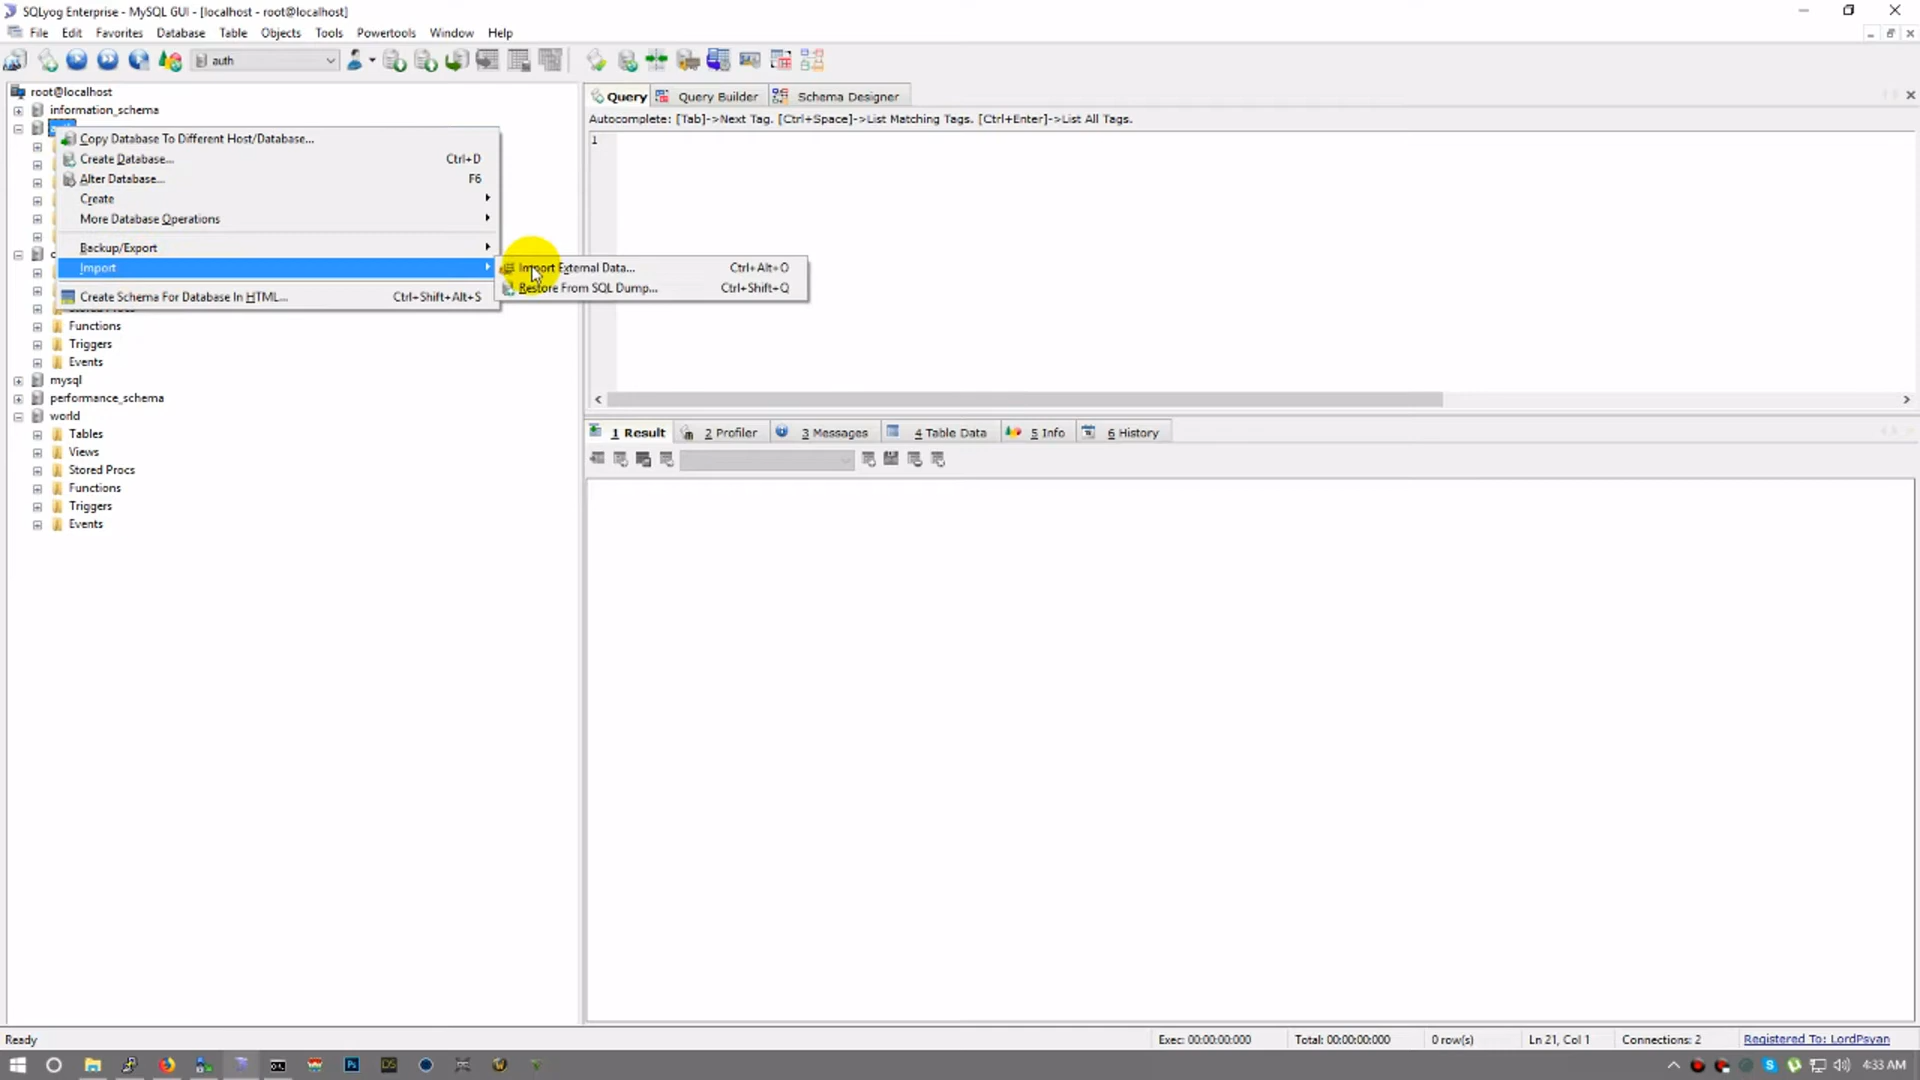 SQLyog Enterprise - MySQL GUI - [localhost - root@localhost]
File Edit Favorites Database Table Objects Tools Powertools Window Help
auth
root@localhost
information_schema
Copy Database To Different Host/Database...
Create Database... Ctrl+D
Alter Database... F6
Create
More Database Operations
Backup/Export
Import
Create Schema For Database In HTML... Ctrl+Shift+Alt+S
Import External Data... Ctrl+Alt+O
Restore From SQL Dump... Ctrl+Shift+Q
Functions
Triggers
Events
mysql
performance_schema
world
Tables
Views
Stored Procs
Functions
Triggers
Events
Query Query Builder Schema Designer
Autocomplete: [Tab]->Next Tag. [Ctrl+Space]->List Matching Tags. [Ctrl+Enter]->List All Tags.
1
1 Result 2 Profiler 3 Messages 4 Table Data 5 Info 6 History
Ready Exec: 00:00:00:000 Total: 00:00:00:000 0 row(s) Ln 21, Col 1 Connections: 2 Registered To: LordPsyan
4:33 AM